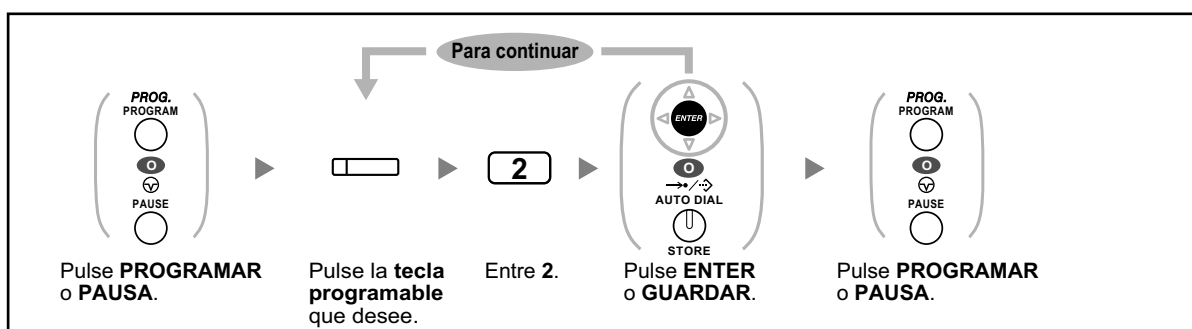 Para continuar
PROG.
PROGRAM
O
PAUSE
2
ENTER
O
AUTO DIAL
STORE
PROG.
PROGRAM
O
PAUSE
Pulse PROGRAMAR
o PAUSA.
Pulse la tecla
programable
que desee.
Entre 2.
Pulse ENTER
o GUARDAR.
Pulse PROGRAMAR
o PAUSA.